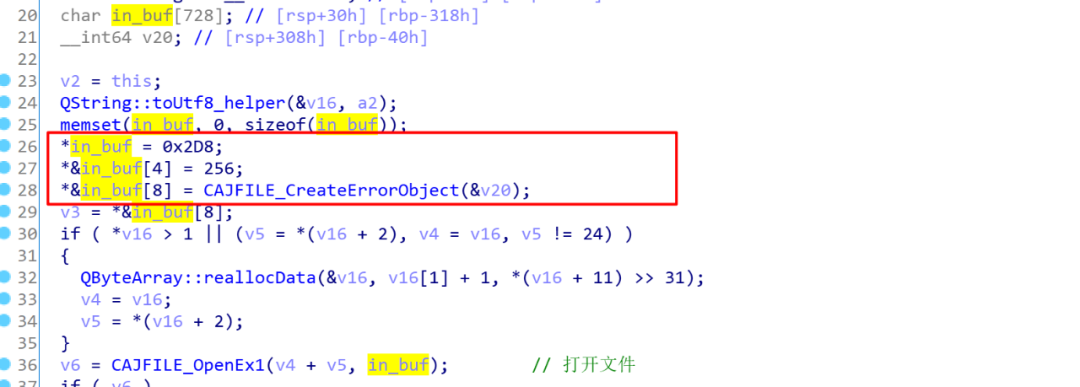 20 char in_buf[728]; // [rsp+30h] [rbp-318h]
21 __int64 v20; // [rsp+308h] [rbp-40h]
22
23 v2 = this;
24 QString::toUtf8_helper(&v16, a2);
25 memset(in_buf, 0, sizeof(in_buf));
26 *in_buf = 0x2D8;
27 *&in_buf[4] = 256;
28 *&in_buf[8] = CAJFILE_CreateErrorObject(&v20);
29 v3 = *&in_buf[8];
30 if ( *v16 > 1 || (v5 = *(v16 + 2), v4 = v16, v5 != 24) )
31 {
32 QByteArray::reallocData(&v16, v16[1] + 1, *(v16 + 11) >> 31);
33 v4 = v16;
34 v5 = *(v16 + 2);
35 }
36 v6 = CAJFILE_OpenEx1(v4 + v5, in_buf); // 打开文件
37 if ( v6 )